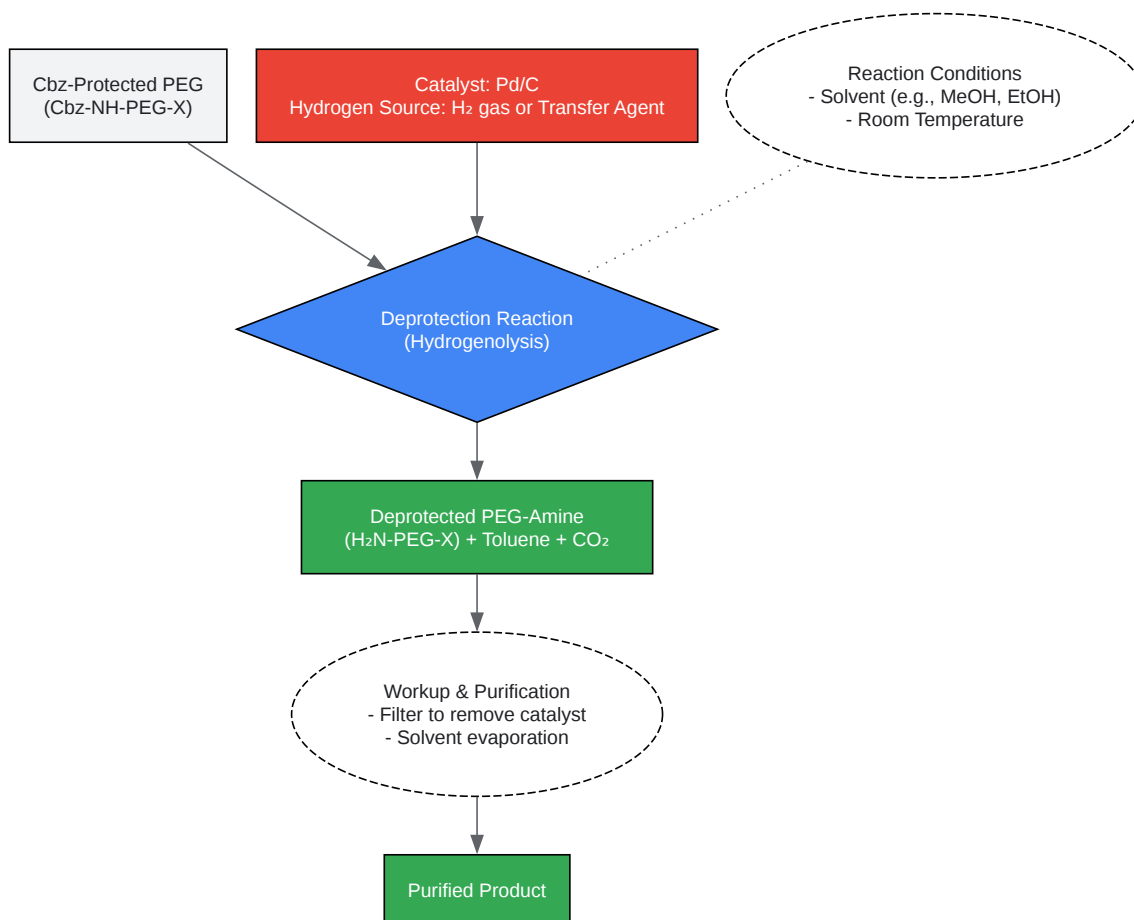 Cbz-Protected PEG
(Cbz-NH-PEG-X)
Catalyst: Pd/C
Hydrogen Source: H₂ gas or Transfer Agent
Reaction Conditions
- Solvent (e.g., MeOH, EtOH)
- Room Temperature
Deprotection Reaction
(Hydrogenolysis)
Deprotected PEG-Amine
(H₂N-PEG-X) + Toluene + CO₂
Workup & Purification
- Filter to remove catalyst
- Solvent evaporation
Purified Product